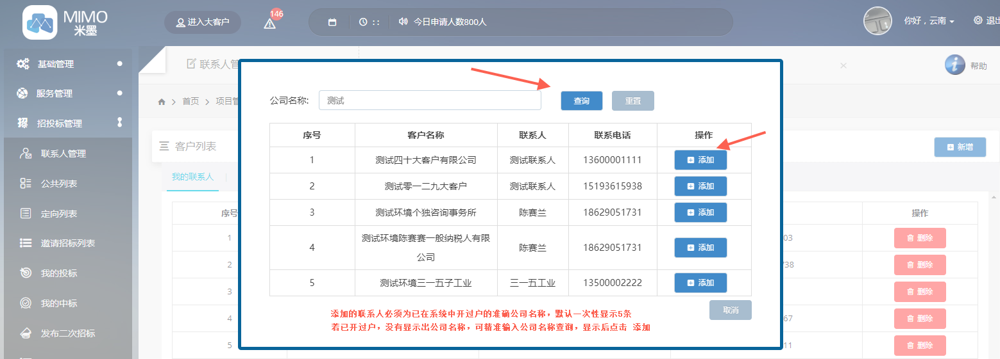 MIMO
米墨
进入大客户
146
: :
今日申请人数800人
你好，云南
退出
基础管理
服务管理
招投标管理
联系人管理
公共列表
定向列表
邀请招标列表
我的投标
我的中标
发布二次招标
联系人管
×
帮助
首页
项目管
客户列表
新增
我的联系人
序号
操作
1
03
删除
2
738
删除
3
删除
4
67
删除
5
11
删除
公司名称:
测试
查询
重置
序号 客户名称 联系人 联系电话 操作
1 测试四十大客户有限公司 测试联系人 13600001111 添加
2 测试零一二九大客户 测试联系人 15193615938 添加
3 测试环境个独咨询事务所 陈赛兰 18629051731 添加
4 测试环境陈赛赛一般纳税人有限
公司 陈赛兰 18629051731 添加
5 测试环境三一五子工业 三一五工业 13500002222 添加
取消
添加的联系人必须为已在系统中开过户的准确公司名称，默认一次性显示5条
若已开过户，没有显示出公司名称，可精准输入公司名称查询，显示后点击 添加